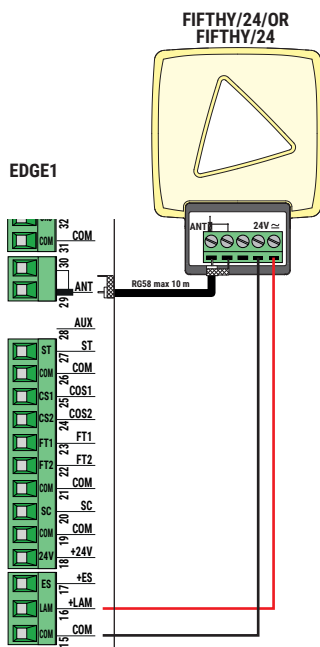 FIFTHY/24/OR
FIFTHY/24
EDGE1
ANT
24V ≃
32
COM 31 COM
30
29 ANT
RG58 max 10 m
28 AUX
ST 27 ST
COM 26 COM
CS1 25 COS1
CS2 24 COS2
FT1 23 FT1
FT2 22 FT2
COM 21 COM
SC 20 SC
COM 19 COM
24V 18 +24V
ES 17 +ES
LAM 16 +LAM
COM 15 COM